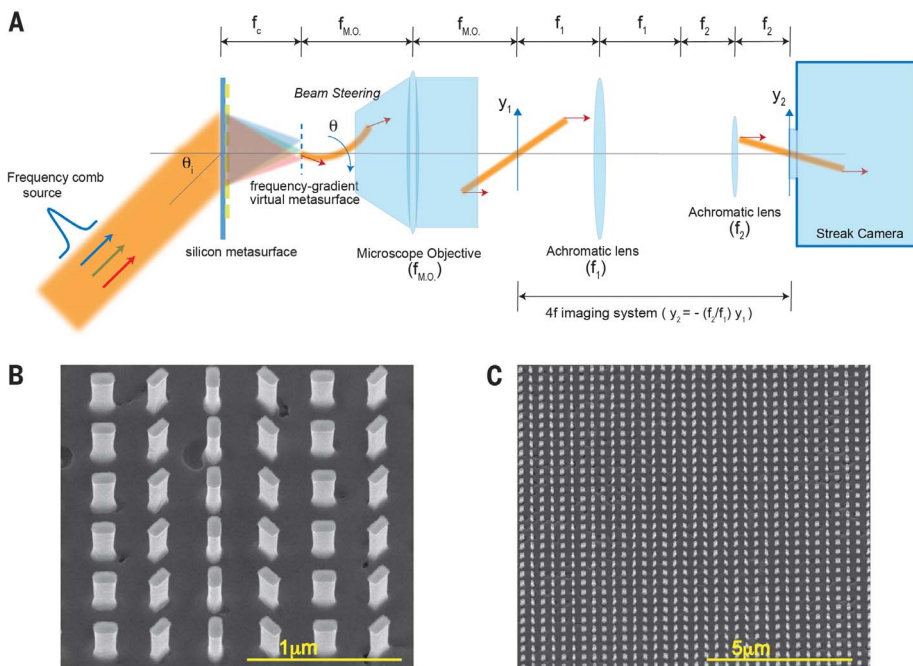 A
f_c
f_M.O.
f_M.O.
f_1
f_1
f_2
f_2
Beam Steering
θ
y_1
y_2
θ_i
Frequency comb
source
frequency-gradient
virtual metasurface
silicon metasurface
Microscope Objective
(f_M.O.)
Achromatic lens
(f_1)
Achromatic lens
(f_2)
Streak Camera
4f imaging system ( y_2 = - (f_2/f_1) y_1 )
B
1μm
C
5μm